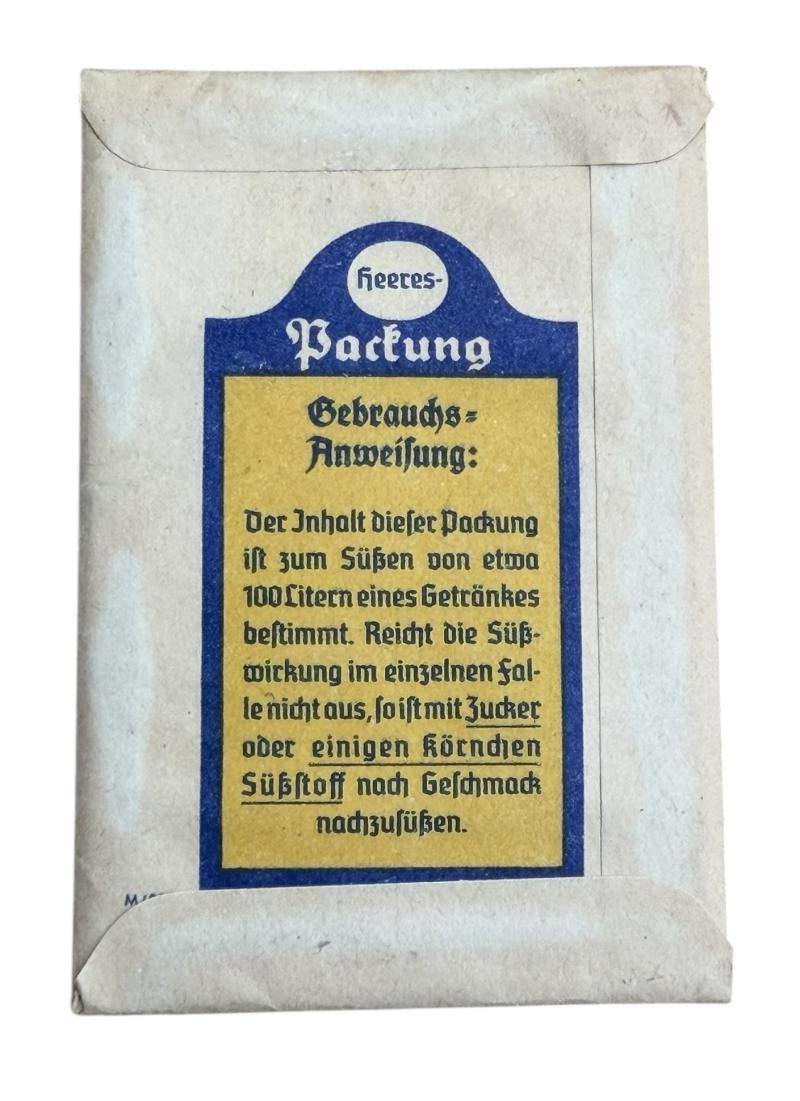 Heeres-
Packung
Gebrauchs-
Anweisung:
Der Inhalt dieser Packung
ist zum Süßen von etwa
100 Litern eines Getränkes
bestimmt. Reicht die Süß-
wirkung im einzelnen Fal-
le nicht aus, so ist mit Zucker
oder einigen Körnchen
Süßstoff nach Geschmack
nachzusüßen.